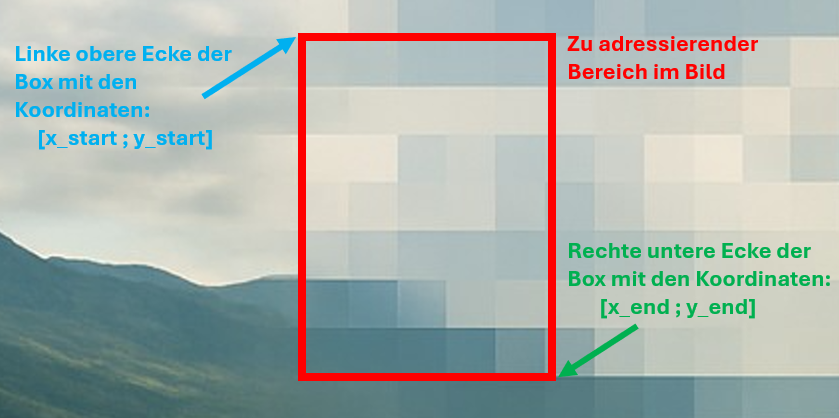 Linke obere Ecke der
Box mit den
Koordinaten:
[x_start ; y_start]
Zu adressierender
Bereich im Bild
Rechte untere Ecke der
Box mit den Koordinaten:
[x_end ; y_end]